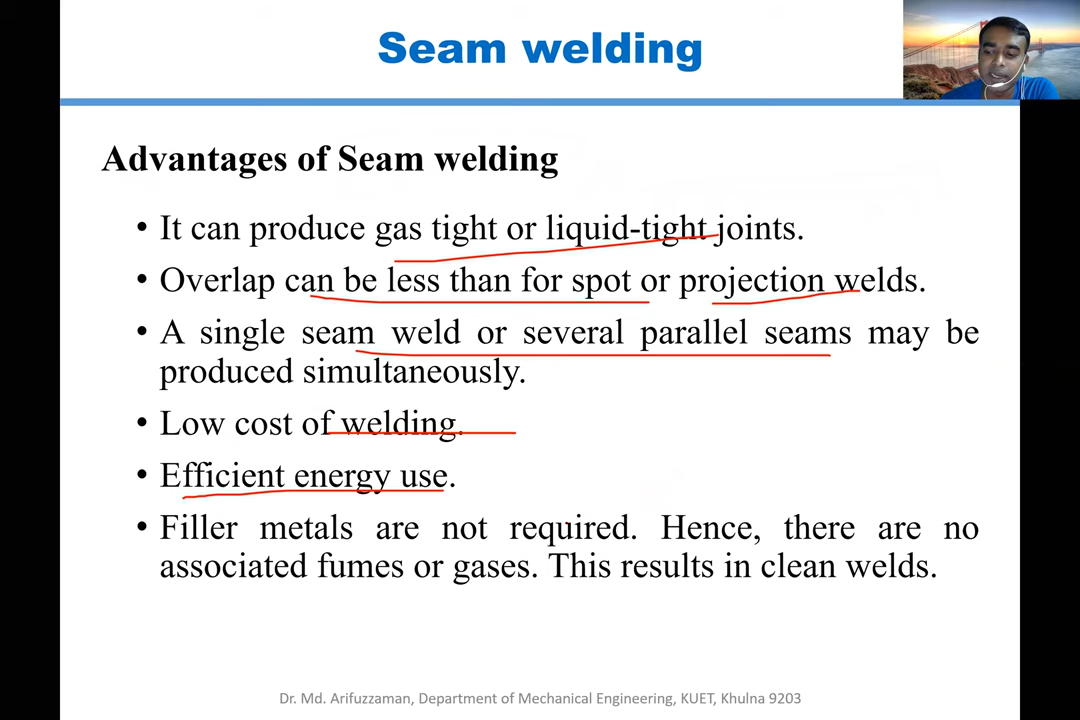 Seam welding
Advantages of Seam welding
• It can produce gas tight or liquid-tight joints.
• Overlap can be less than for spot or projection welds.
• A single seam weld or several parallel seams may be
produced simultaneously.
• Low cost of welding.
• Efficient energy use.
• Filler metals are not required. Hence, there are no
associated fumes or gases. This results in clean welds.
Dr. Md. Arifuzzaman, Department of Mechanical Engineering, KUET, Khulna 9203